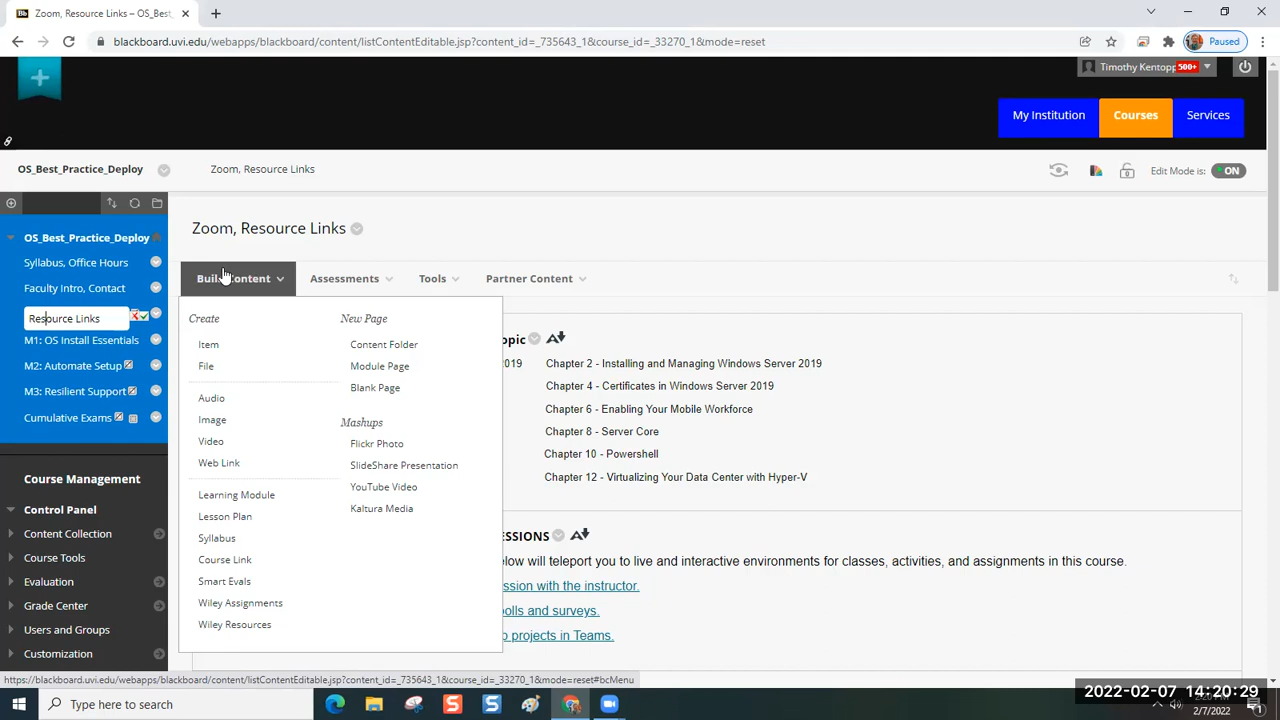 Zoom, Resource Links – OS_Best_
blackboard.uvi.edu/webapps/blackboard/content/listContentEditable.jsp?content_id=_735643_1&course_id=_33270_1&mode=reset
Paused
Timothy Kentopp 500+
My Institution
Courses
Services
OS_Best_Practice_Deploy
Zoom, Resource Links
Edit Mode is: ON
OS_Best_Practice_Deploy
Syllabus, Office Hours
Faculty Intro, Contact
Resource Links
M1: OS Install Essentials
M2: Automate Setup
M3: Resilient Support
Cumulative Exams
Course Management
Control Panel
Content Collection
Course Tools
Evaluation
Grade Center
Users and Groups
Customization
Zoom, Resource Links
Build Content
Assessments
Tools
Partner Content
Create
Item
File
Audio
Image
Video
Web Link
Learning Module
Lesson Plan
Syllabus
Course Link
Smart Evals
Wiley Assignments
Wiley Resources
New Page
Content Folder
Module Page
Blank Page
Mashups
Flickr Photo
SlideShare Presentation
YouTube Video
Kaltura Media
opic
2019
Chapter 2 - Installing and Managing Windows Server 2019
Chapter 4 - Certificates in Windows Server 2019
Chapter 6 - Enabling Your Mobile Workforce
Chapter 8 - Server Core
Chapter 10 - Powershell
Chapter 12 - Virtualizing Your Data Center with Hyper-V
ESSIONS
elow will teleport you to live and interactive environments for classes, activities, and assignments in this course.
ssion with the instructor.
polls and surveys.
projects in Teams.
https://blackboard.uvi.edu/webapps/blackboard/content/listContentEditable.jsp?content_id=_735643_1&course_id=_33270_1&mode=reset#bcMenu
Type here to search
2022-02-07 14:20:29
2/7/2022